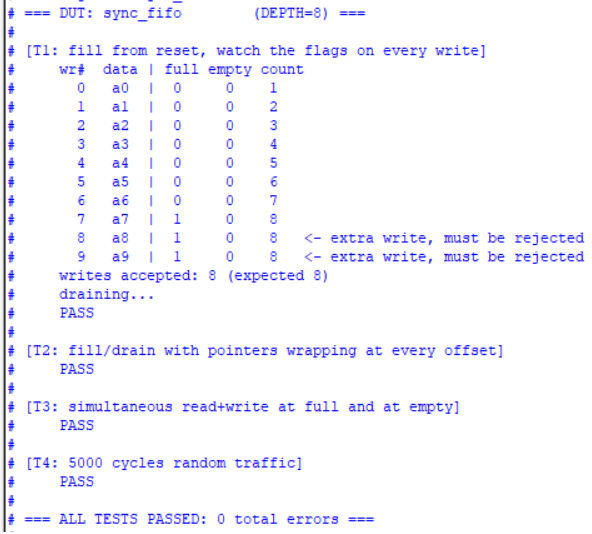 # === DUT: sync_fifo        (DEPTH=8) ===
#
# [T1: fill from reset, watch the flags on every write]
#     wr#  data | full empty count
#       0   a0  |  0     0    1
#       1   a1  |  0     0    2
#       2   a2  |  0     0    3
#       3   a3  |  0     0    4
#       4   a4  |  0     0    5
#       5   a5  |  0     0    6
#       6   a6  |  0     0    7
#       7   a7  |  1     0    8
#       8   a8  |  1     0    8   <- extra write, must be rejected
#       9   a9  |  1     0    8   <- extra write, must be rejected
#     writes accepted: 8 (expected 8)
#     draining...
#     PASS
#
# [T2: fill/drain with pointers wrapping at every offset]
#     PASS
#
# [T3: simultaneous read+write at full and at empty]
#     PASS
#
# [T4: 5000 cycles random traffic]
#     PASS
#
# === ALL TESTS PASSED: 0 total errors ===